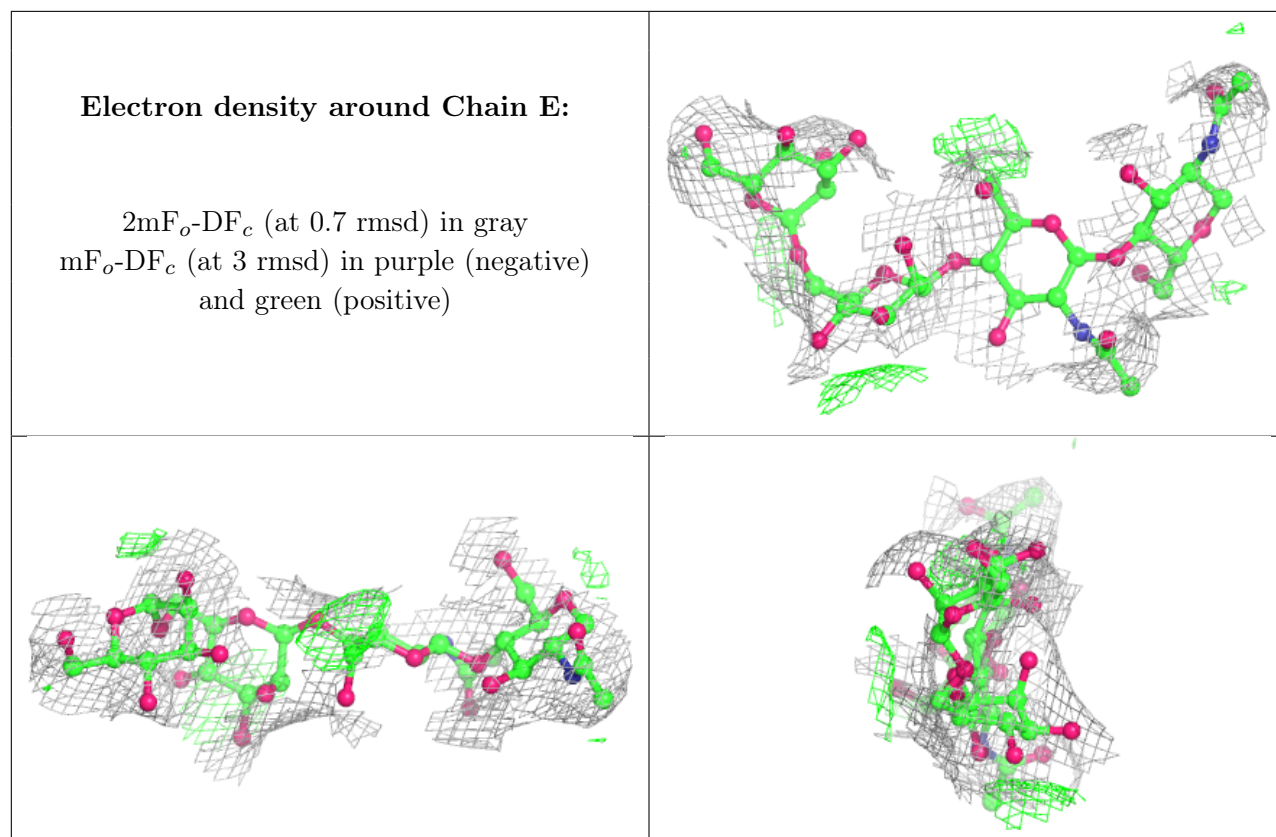 Electron density around Chain E:
2mFo-DFc (at 0.7 rmsd) in gray
mFo-DFc (at 3 rmsd) in purple (negative)
and green (positive)